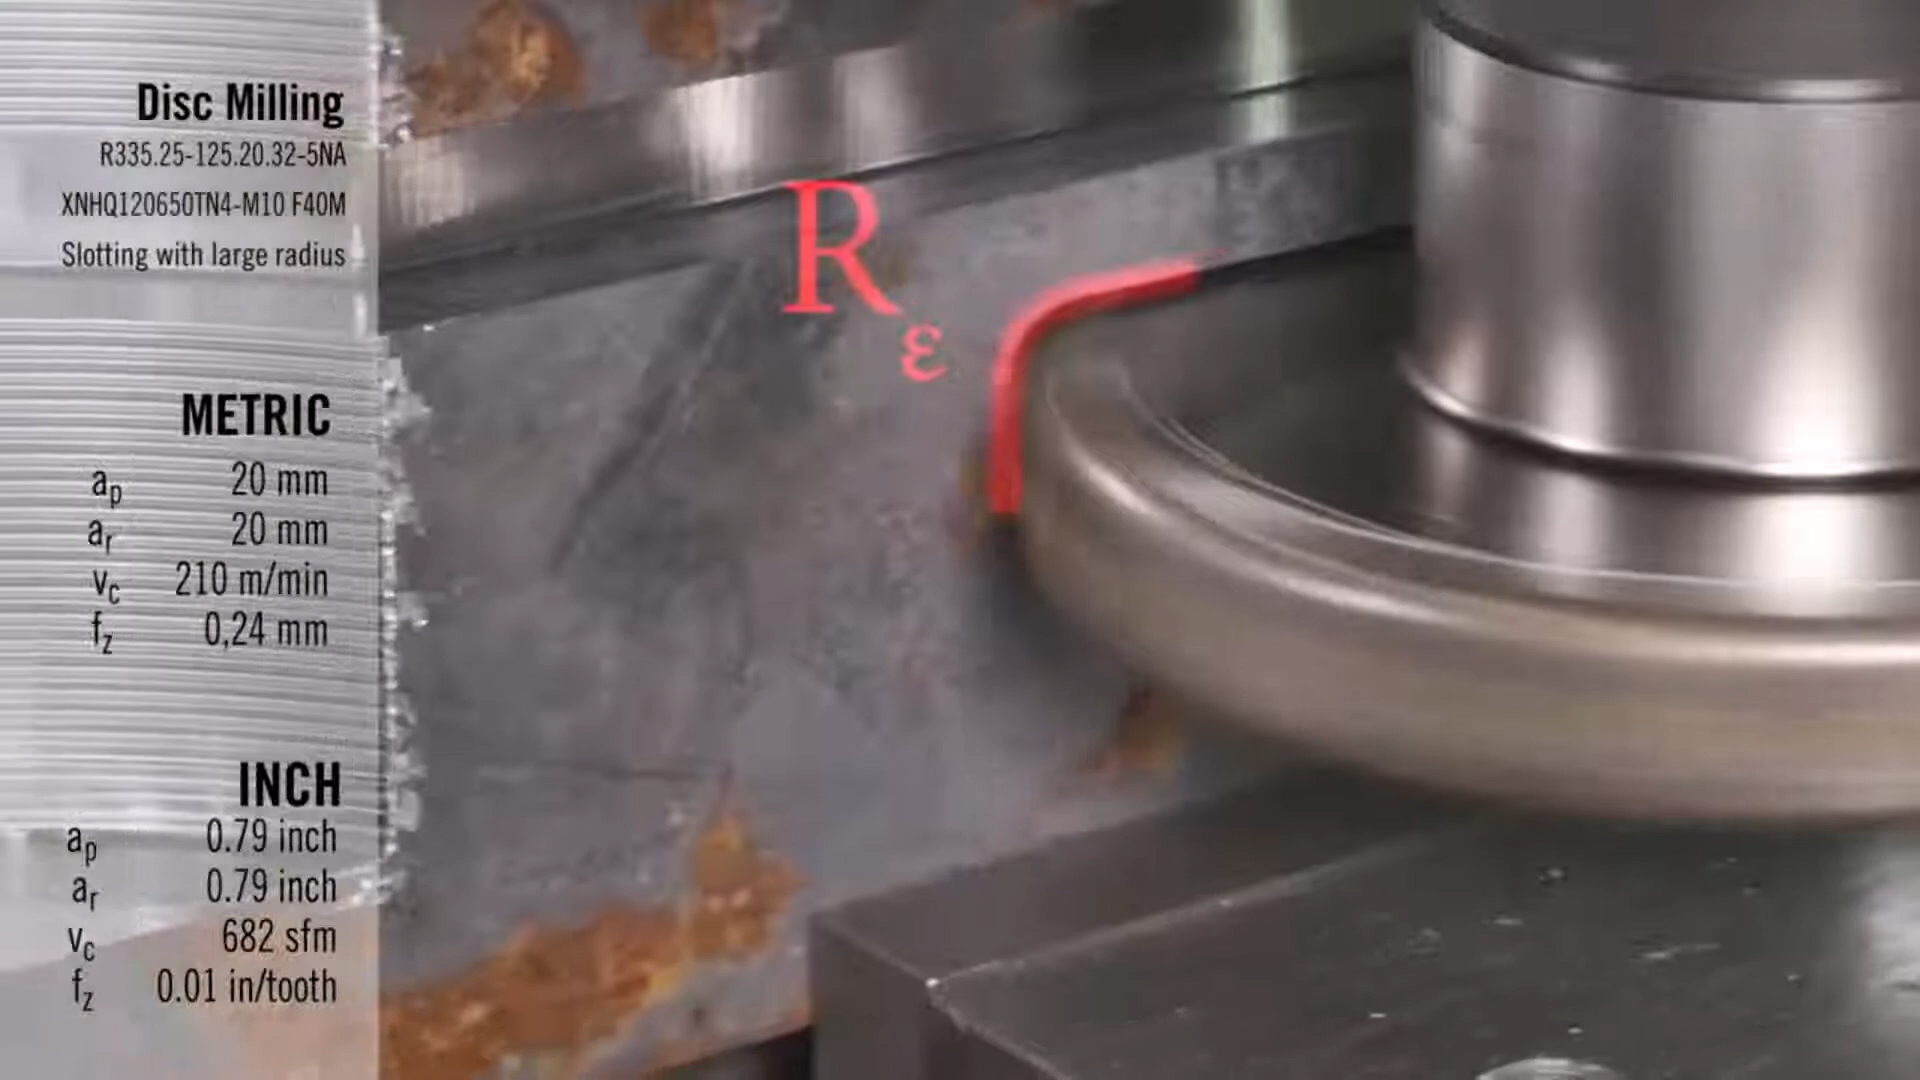 Disc Milling
R335.25-125.20.32-5NA
XNHQ120650TN4-M10 F40M
Slotting with large radius
METRIC
ap 20 mm
ar 20 mm
vc 210 m/min
fz 0,24 mm
INCH
ap 0.79 inch
ar 0.79 inch
vc 682 sfm
fz 0.01 in/tooth
Rε